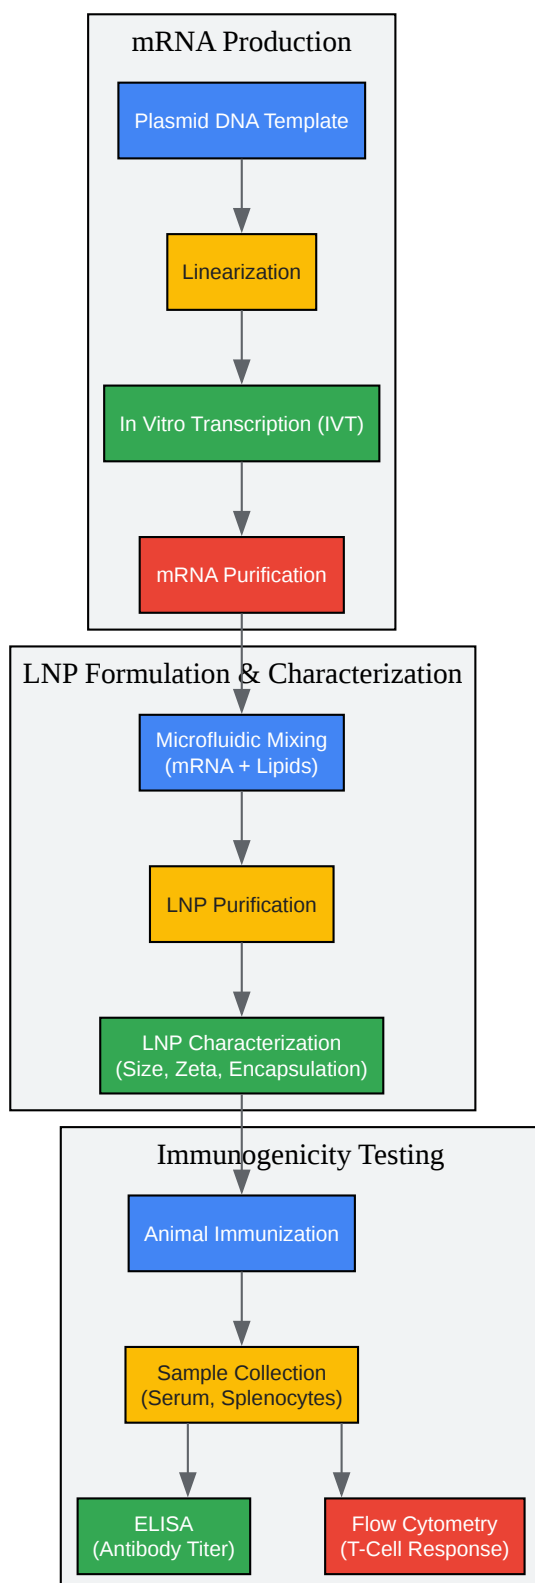 mRNA Production
Plasmid DNA Template
Linearization
In Vitro Transcription (IVT)
mRNA Purification
LNP Formulation & Characterization
Microfluidic Mixing
(mRNA + Lipids)
LNP Purification
LNP Characterization
(Size, Zeta, Encapsulation)
Immunogenicity Testing
Animal Immunization
Sample Collection
(Serum, Splenocytes)
ELISA
(Antibody Titer)
Flow Cytometry
(T-Cell Response)